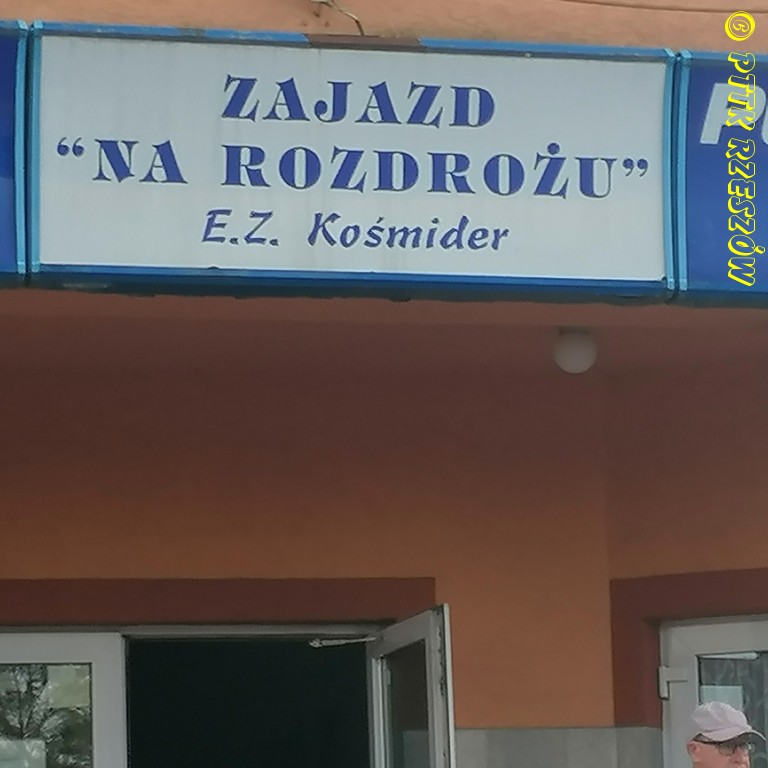 ZAJAZD
“NA ROZDROŻU”
E.Z. Kośmider
© PTTK RZESZÓW